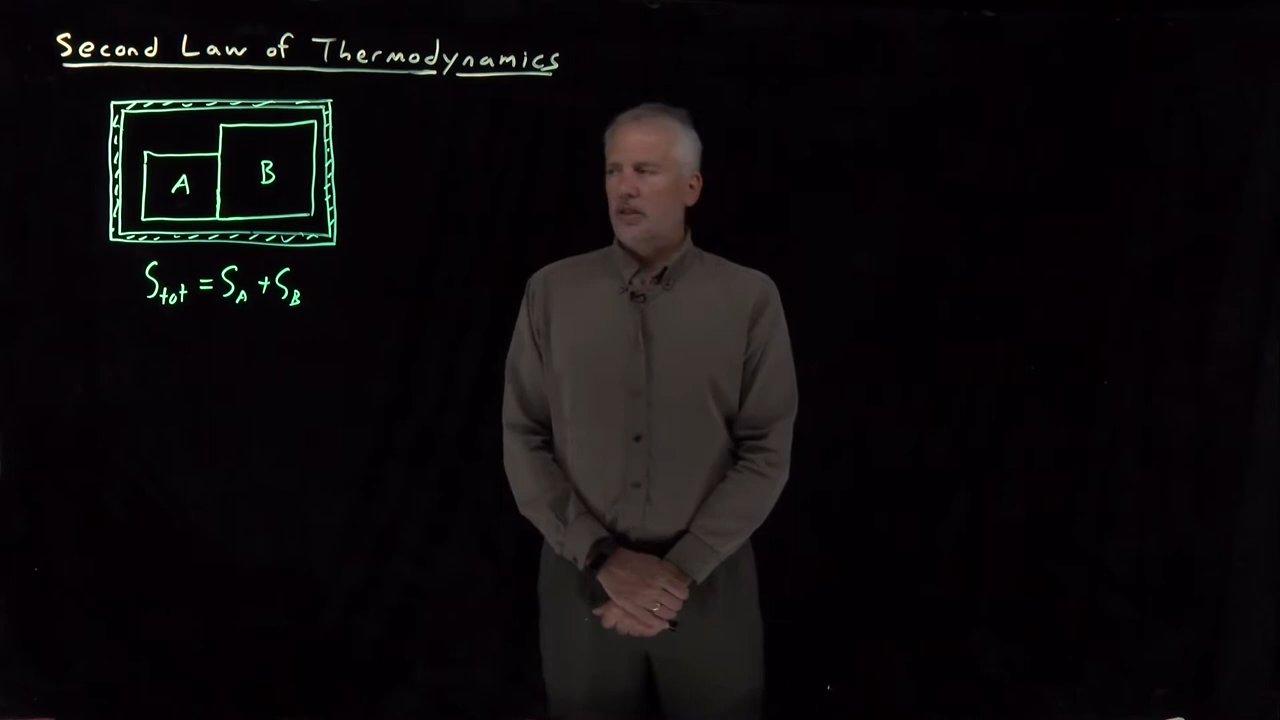 Second Law of Thermodynamics
A B
S_tot = S_A + S_B